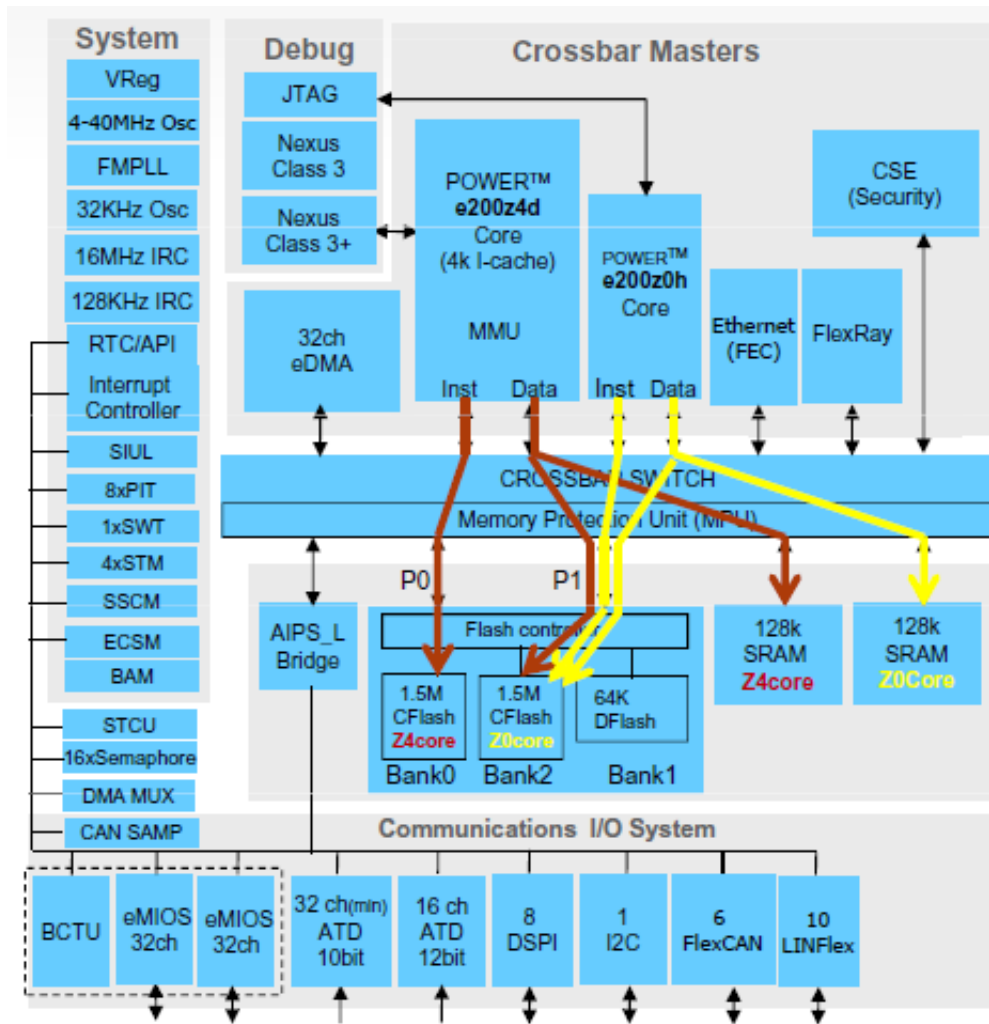 System
VReg
4-40MHz Osc
FMPLL
32KHz Osc
16MHz IRC
128KHz IRC
RTC/API
Interrupt
Controller
SIUL
8xPIT
1xSWT
4xSTM
SSCM
ECSM
BAM
STCU
16xSemaphore
DMA MUX
CAN SAMP
Debug
JTAG
Nexus
Class 3
Nexus
Class 3+
Crossbar Masters
POWER™
e200z4d
Core
(4k I-cache)
MMU
Inst Data
POWER™
e200z0h
Core
Inst Data
CSE
(Security)
32ch
eDMA
Ethernet
(FEC)
FlexRay
CROSSBAR SWITCH
Memory Protection Unit (MPU)
P0
P1
AIPS_L
Bridge
Flash controller
1.5M
CFlash
Z4core
Bank0
1.5M
CFlash
Z0core
Bank2
64K
DFlash
Bank1
128k
SRAM
Z4core
128k
SRAM
Z0Core
Communications I/O System
BCTU
eMIOS
32ch
eMIOS
32ch
32 ch(min)
ATD
10bit
16 ch
ATD
12bit
8
DSPI
1
I2C
6
FlexCAN
10
LINFlex